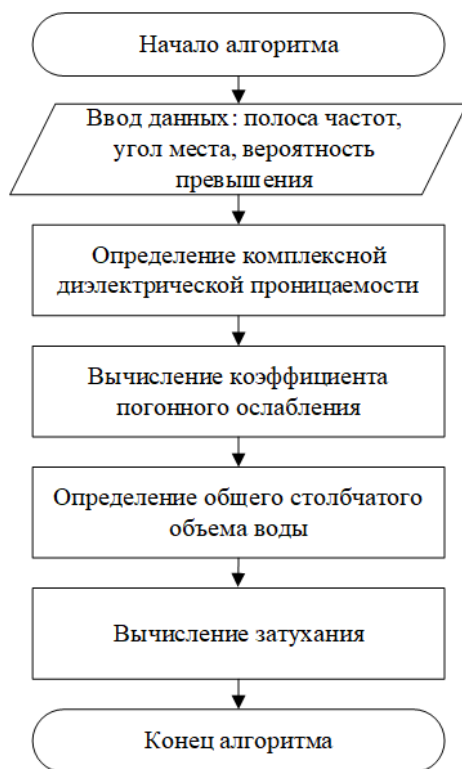 Начало алгоритма
Ввод данных: полоса частот,
угол места, вероятность
превышения
Определение комплексной
диэлектрической проницаемости
Вычисление коэффициента
погонного ослабления
Определение общего столбчатого
объема воды
Вычисление затухания
Конец алгоритма